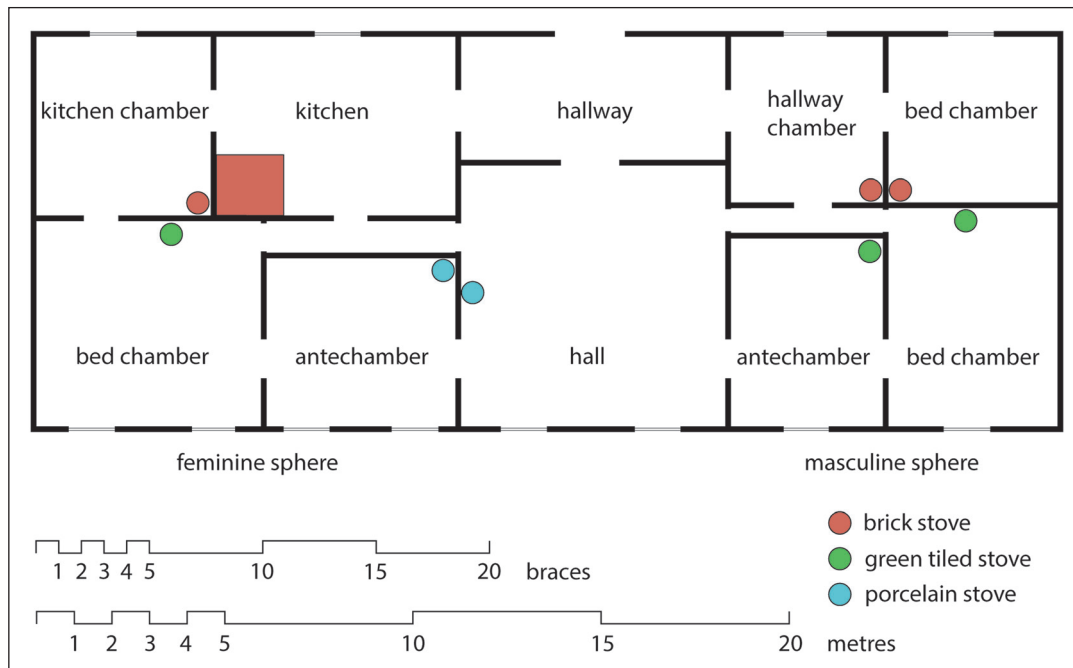 kitchen chamber
kitchen
hallway
hallway
chamber
bed chamber
bed chamber
antechamber
hall
antechamber
bed chamber
feminine sphere
masculine sphere
brick stove
green tiled stove
porcelain stove
1 2 3 4 5 10 15 20 braces
1 2 3 4 5 10 15 20 metres